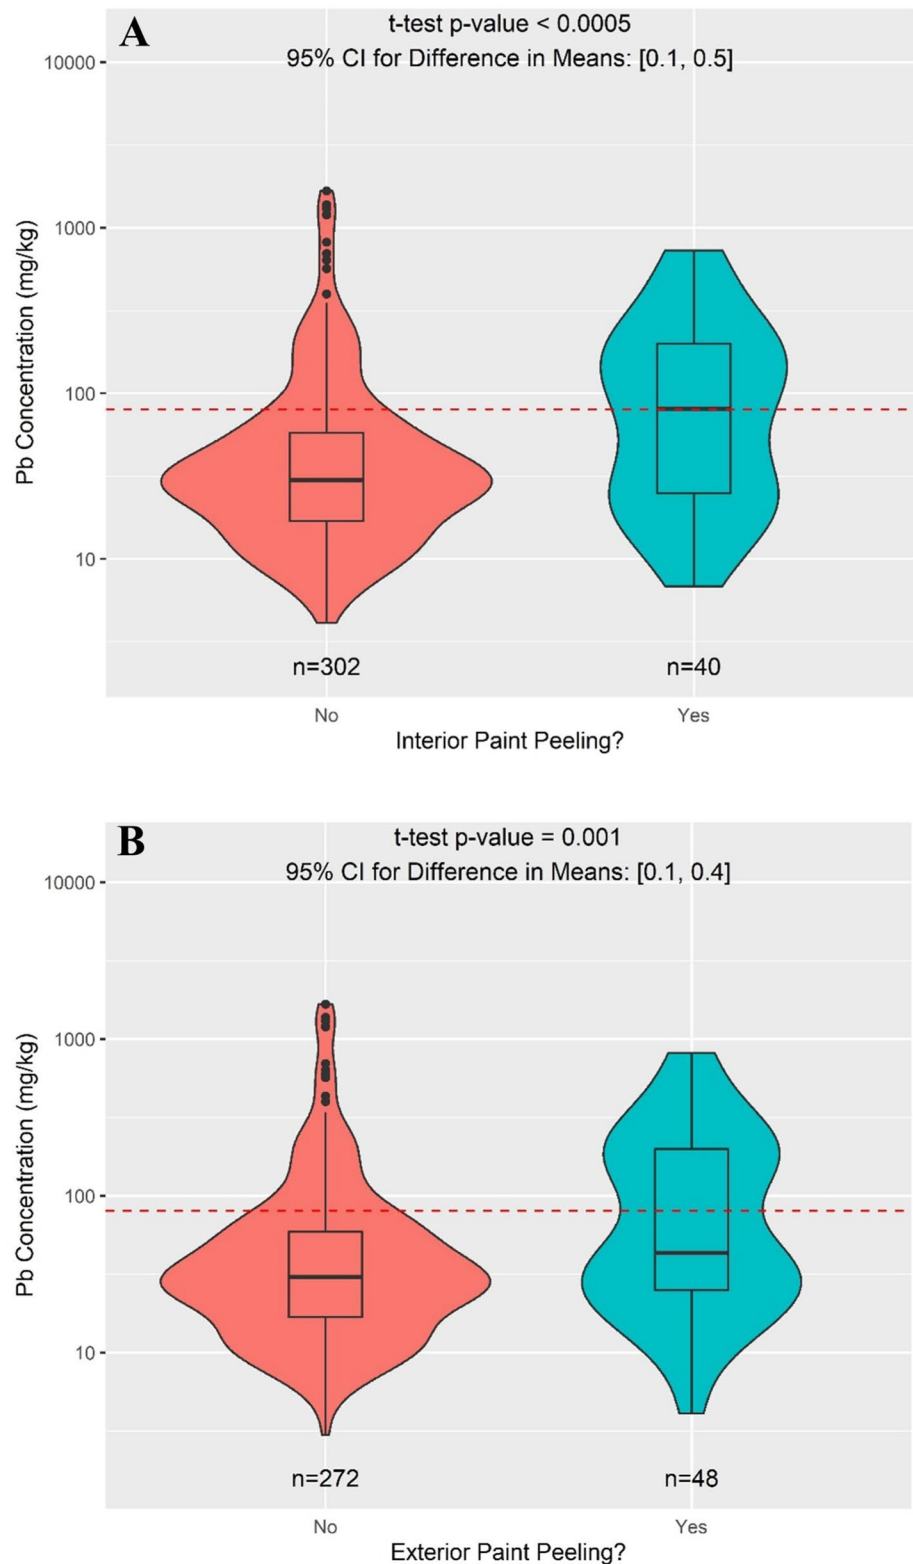 A
t-test p-value < 0.0005
95% CI for Difference in Means: [0.1, 0.5]
10000
1000
100
10
Pb Concentration (mg/kg)
n=302
n=40
No
Yes
Interior Paint Peeling?
B
t-test p-value = 0.001
95% CI for Difference in Means: [0.1, 0.4]
10000
1000
100
10
Pb Concentration (mg/kg)
n=272
n=48
No
Yes
Exterior Paint Peeling?